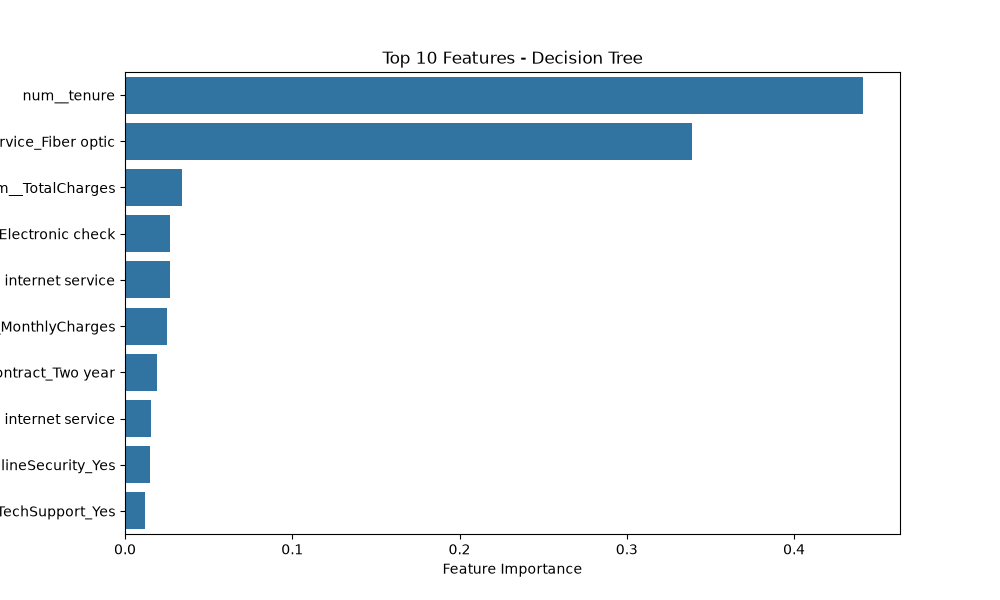 Top 10 Features - Decision Tree
num__tenure
rvice_Fiber optic
m__TotalCharges
Electronic check
internet service
_MonthlyCharges
ontract_Two year
internet service
lineSecurity_Yes
TechSupport_Yes
0.0 0.1 0.2 0.3 0.4
Feature Importance